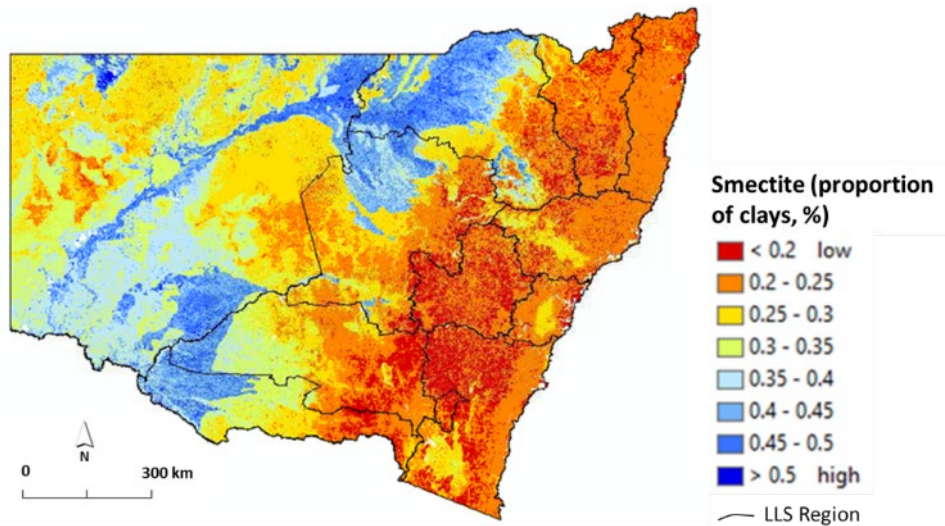 Smectite (proportion
of clays, %)
< 0.2 low
0.2 - 0.25
0.25 - 0.3
0.3 - 0.35
0.35 - 0.4
0.4 - 0.45
0.45 - 0.5
> 0.5 high
LLS Region
N
0 300 km